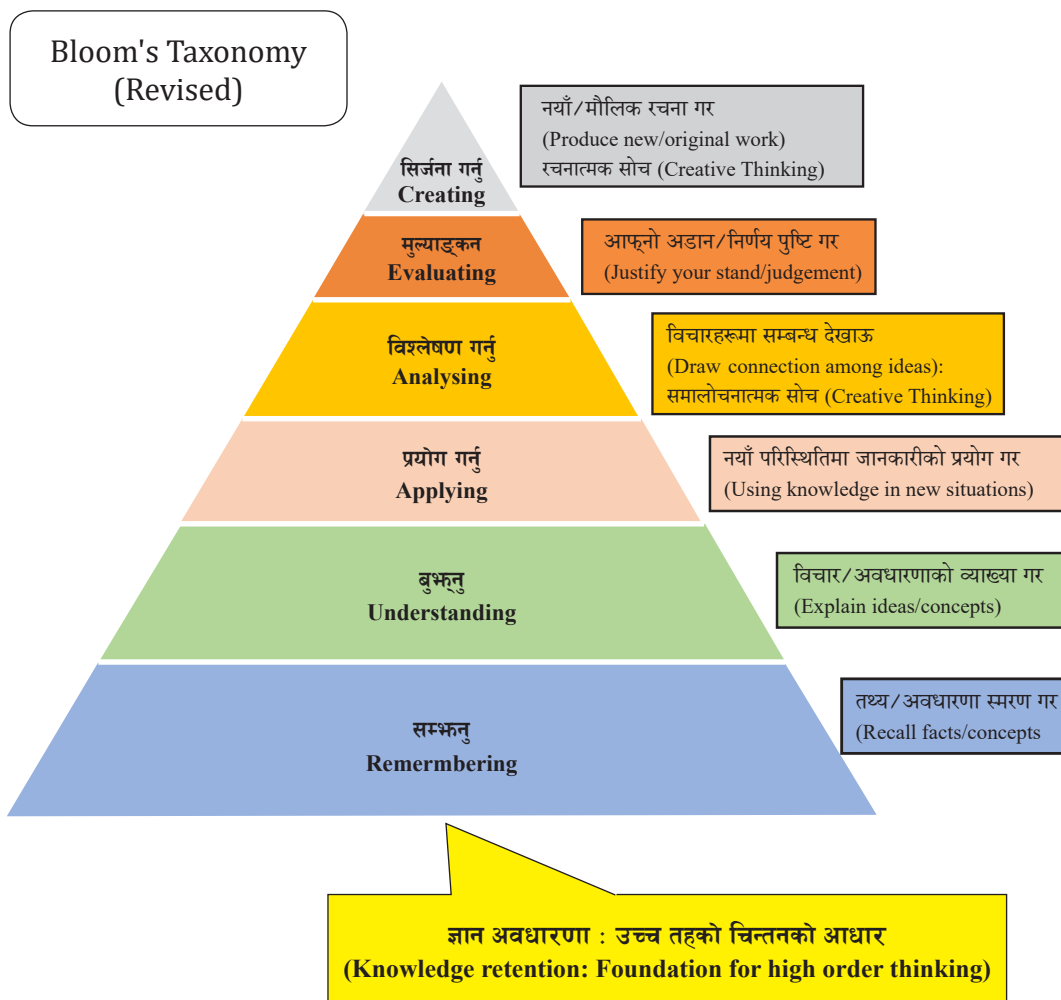 Bloom's Taxonomy
(Revised)
सिर्जना गर्नु
Creating
नयाँ/मौलिक रचना गर
(Produce new/original work)
रचनात्मक सोच (Creative Thinking)
मुल्याङ्कन
Evaluating
आफ्नो अडान/निर्णय पुष्टि गर
(Justify your stand/judgement)
विश्लेषण गर्नु
Analysing
विचारहरूमा सम्बन्ध देखाऊ
(Draw connection among ideas):
समालोचनात्मक सोच (Creative Thinking)
प्रयोग गर्नु
Applying
नयाँ परिस्थितिमा जानकारीको प्रयोग गर
(Using knowledge in new situations)
बुझ्नु
Understanding
विचार/अवधारणाको व्याख्या गर
(Explain ideas/concepts)
सम्झनु
Remermbering
तथ्य/अवधारणा स्मरण गर
(Recall facts/concepts
ज्ञान अवधारणा : उच्च तहको चिन्तनको आधार
(Knowledge retention: Foundation for high order thinking)